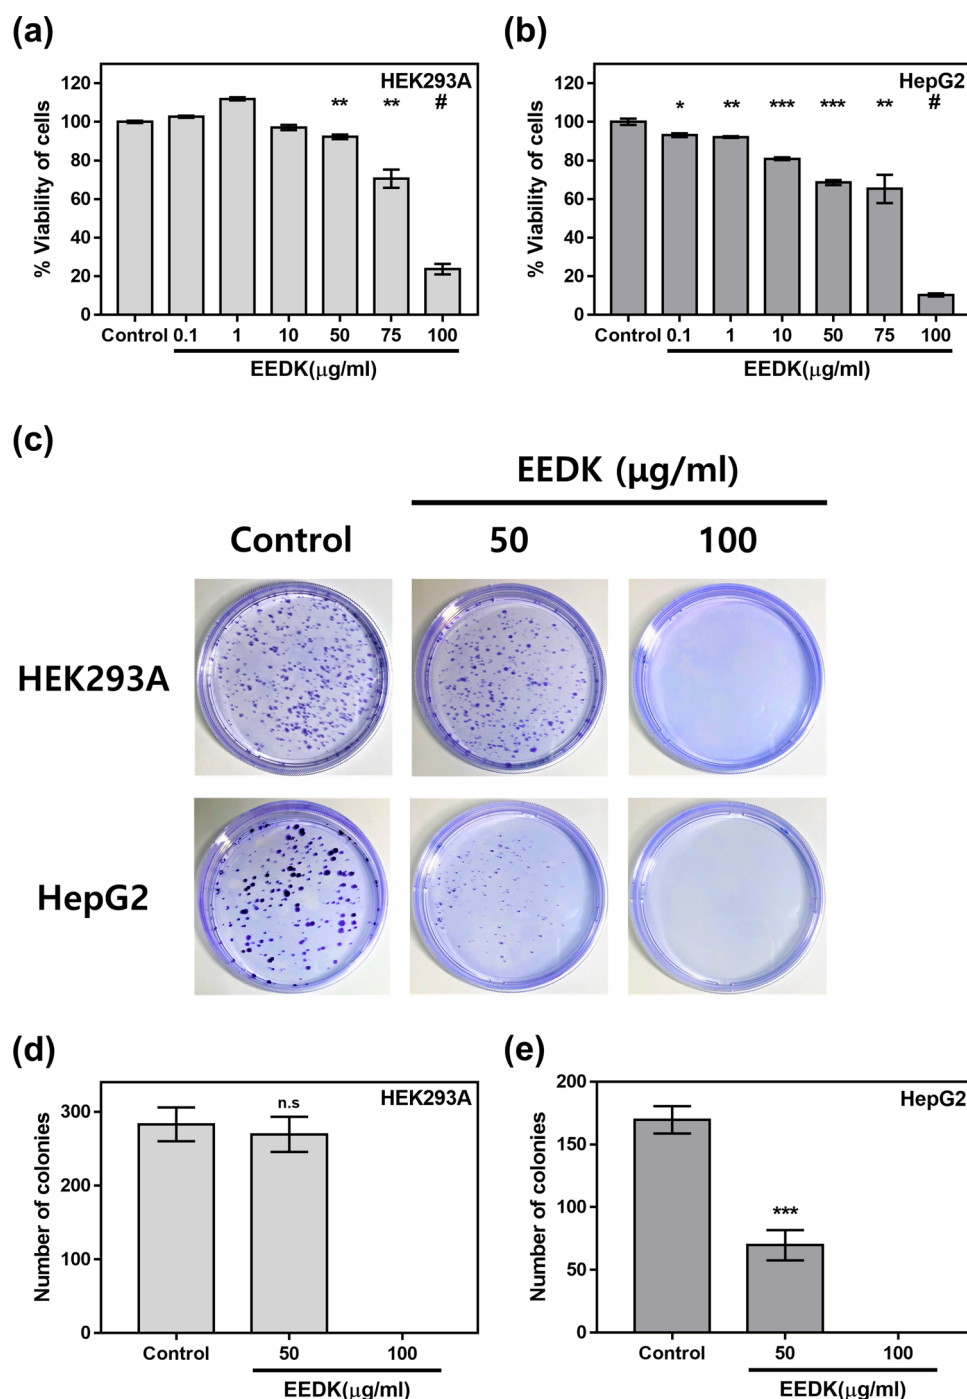 (a)
HEK293A
% Viability of cells
120
100
80
60
40
20
0
** ** #
Control 0.1 1 10 50 75 100
EEDK(μg/ml)
(b)
HepG2
% Viability of cells
120
100
80
60
40
20
0
* ** *** *** ** #
Control 0.1 1 10 50 75 100
EEDK(μg/ml)
(c)
EEDK (μg/ml)
Control 50 100
HEK293A
HepG2
(d)
HEK293A
Number of colonies
300
200
100
0
n.s
Control 50 100
EEDK(μg/ml)
(e)
HepG2
Number of colonies
200
150
100
50
0
***
Control 50 100
EEDK(μg/ml)